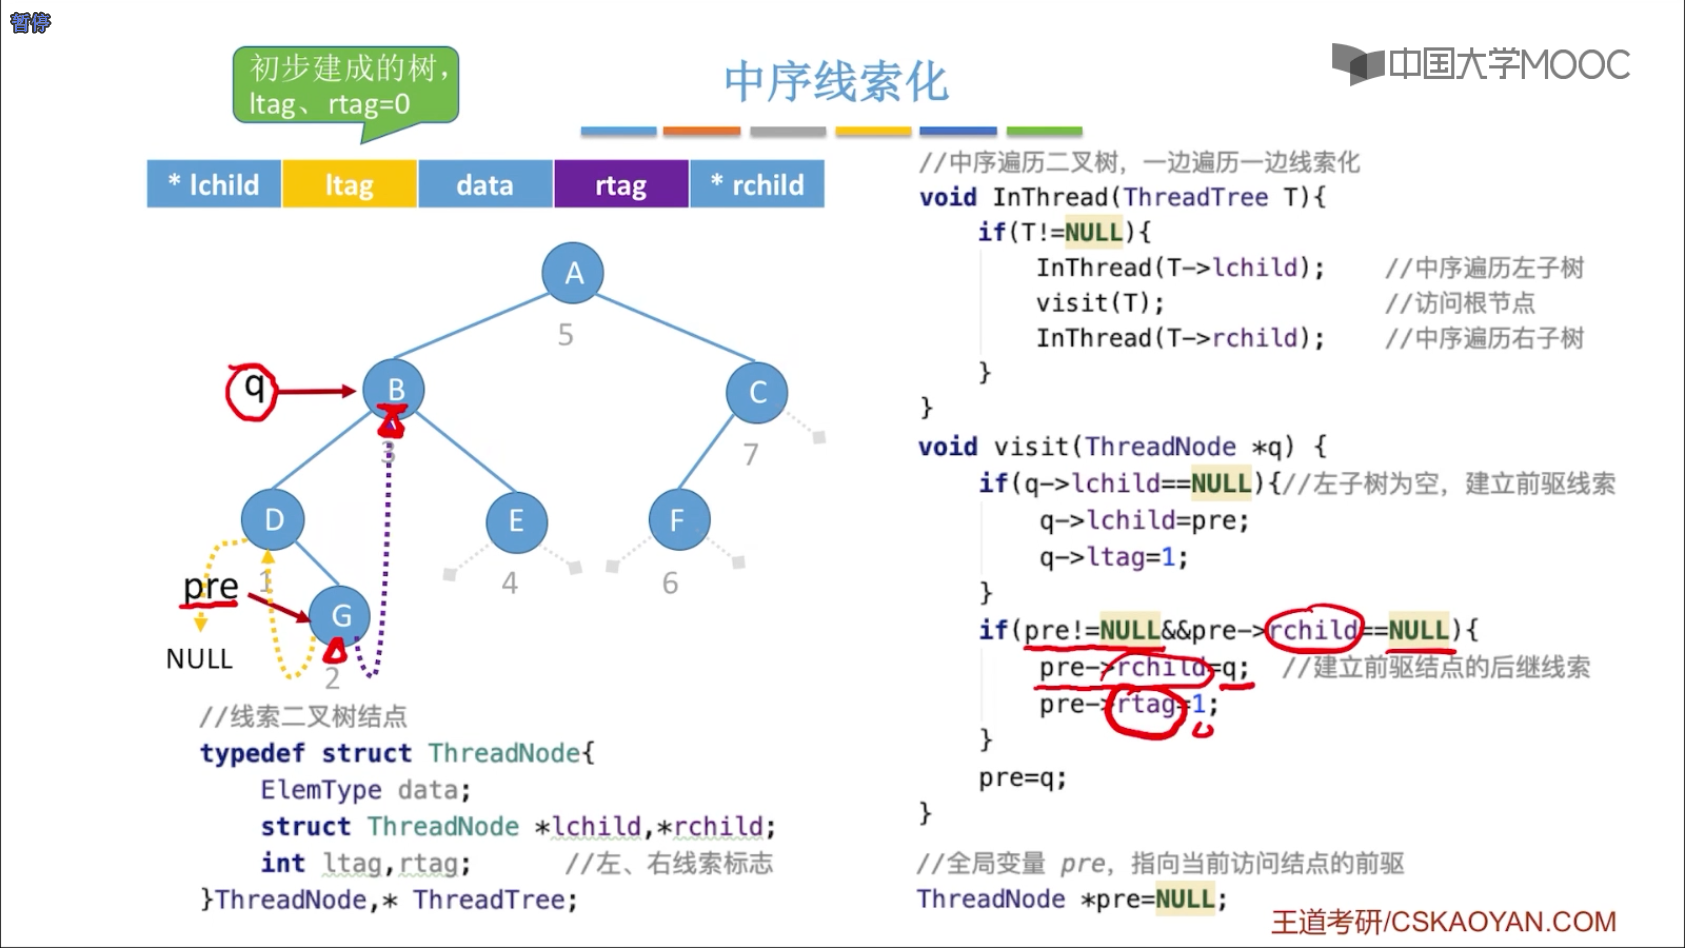 暂停
初步建成的树，
ltag、rtag=0
中序线索化
中国大学MOOC
* lchild ltag data rtag * rchild
A
5
q
B
3
C
7
D
1
E
4
F
6
pre
G
2
NULL
//线索二叉树结点
typedef struct ThreadNode{
ElemType data;
struct ThreadNode *lchild,*rchild;
int ltag,rtag; //左、右线索标志
}ThreadNode,* ThreadTree;
//中序遍历二叉树，一边遍历一边线索化
void InThread(ThreadTree T){
if(T!=NULL){
InThread(T->lchild); //中序遍历左子树
visit(T); //访问根节点
InThread(T->rchild); //中序遍历右子树
}
}
void visit(ThreadNode *q) {
if(q->lchild==NULL){//左子树为空，建立前驱线索
q->lchild=pre;
q->ltag=1;
}
if(pre!=NULL&&pre->rchild==NULL){
pre->rchild=q; //建立前驱结点的后继线索
pre->rtag=1;
}
pre=q;
}
//全局变量 pre，指向当前访问结点的前驱
ThreadNode *pre=NULL;
王道考研/CSKAOYAN.COM